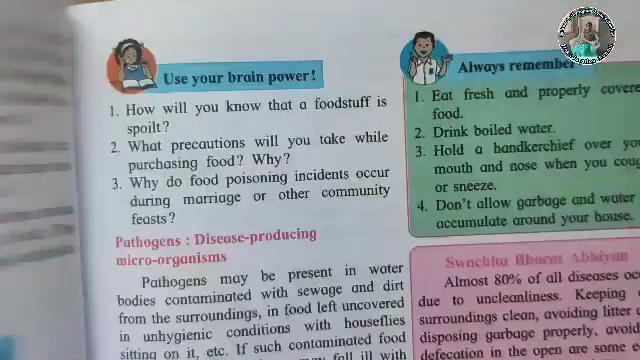 Use your brain power!
1. How will you know that a foodstuff is
spoilt?
2. What precautions will you take while
purchasing food? Why?
3. Why do food poisoning incidents occur
during marriage or other community
feasts?
Pathogens : Disease-producing
micro-organisms
Pathogens may be present in water
bodies contaminated with sewage and dirt
from the surroundings, in food left uncovered
in unhygienic conditions with houseflies
sitting on it, etc. If such contaminated food
fall ill with
Always remember
1. Eat fresh and properly covere
food.
2. Drink boiled water.
3. Hold a handkerchief over you
mouth and nose when you coug
or sneeze.
4. Don't allow garbage and water
accumulate around your house.
Swachha Bharat Abhiyan
Almost 80% of all diseases occ
due to uncleanliness. Keeping
surroundings clean, avoiding litter
disposing garbage properly, avoid
defecation in the open are some e